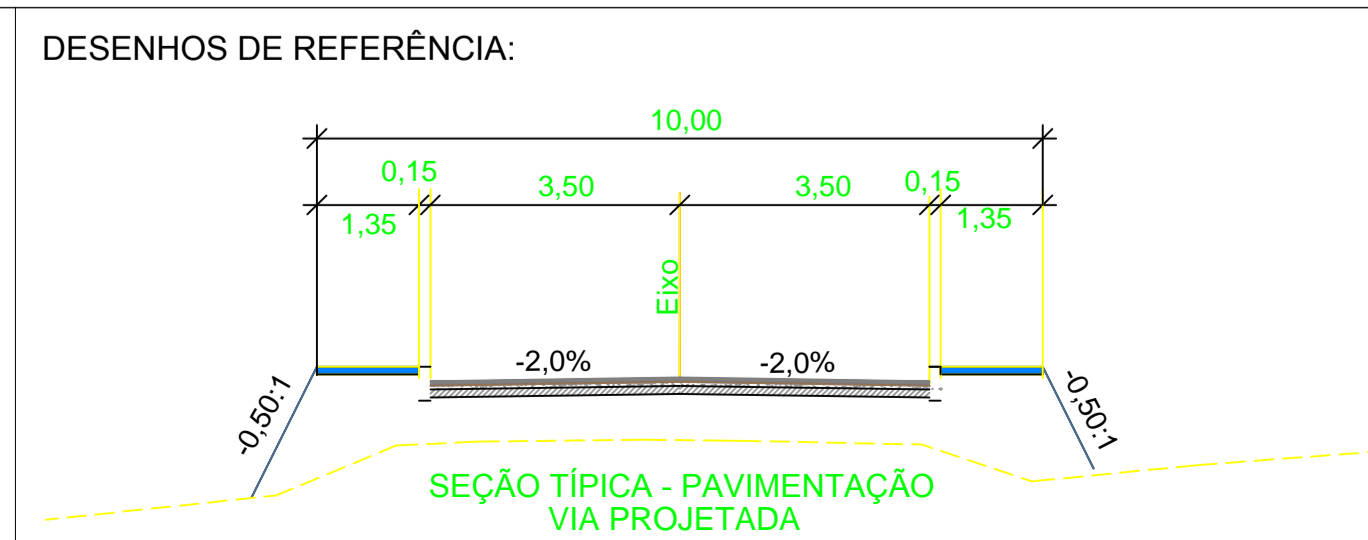 DESENHOS DE REFERÊNCIA:
10,00
0,15
3,50
3,50
0,15
1,35
1,35
Eixo
-2,0%
-2,0%
-0,50:1
-0,50:1
SEÇÃO TÍPICA - PAVIMENTAÇÃO
VIA PROJETADA